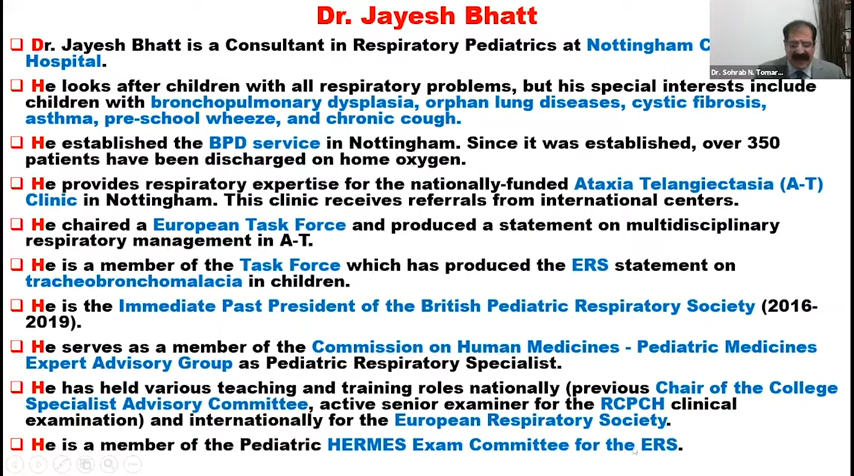 Dr. Jayesh Bhatt
Dr. Jayesh Bhatt is a Consultant in Respiratory Pediatrics at Nottingham C
Hospital.
He looks after children with all respiratory problems, but his special interests include
children with bronchopulmonary dysplasia, orphan lung diseases, cystic fibrosis,
asthma, pre-school wheeze, and chronic cough.
He established the BPD service in Nottingham. Since it was established, over 350
patients have been discharged on home oxygen.
He provides respiratory expertise for the nationally-funded Ataxia Telangiectasia (A-T)
Clinic in Nottingham. This clinic receives referrals from international centers.
He chaired a European Task Force and produced a statement on multidisciplinary
respiratory management in A-T.
He is a member of the Task Force which has produced the ERS statement on
tracheobronchomalacia in children.
He is the Immediate Past President of the British Pediatric Respiratory Society (2016-
2019).
He serves as a member of the Commission on Human Medicines - Pediatric Medicines
Expert Advisory Group as Pediatric Respiratory Specialist.
He has held various teaching and training roles nationally (previous Chair of the College
Specialist Advisory Committee, active senior examiner for the RCPCH clinical
examination) and internationally for the European Respiratory Society.
He is a member of the Pediatric HERMES Exam Committee for the ERS.
Dr. Sohrab N. Tomar...